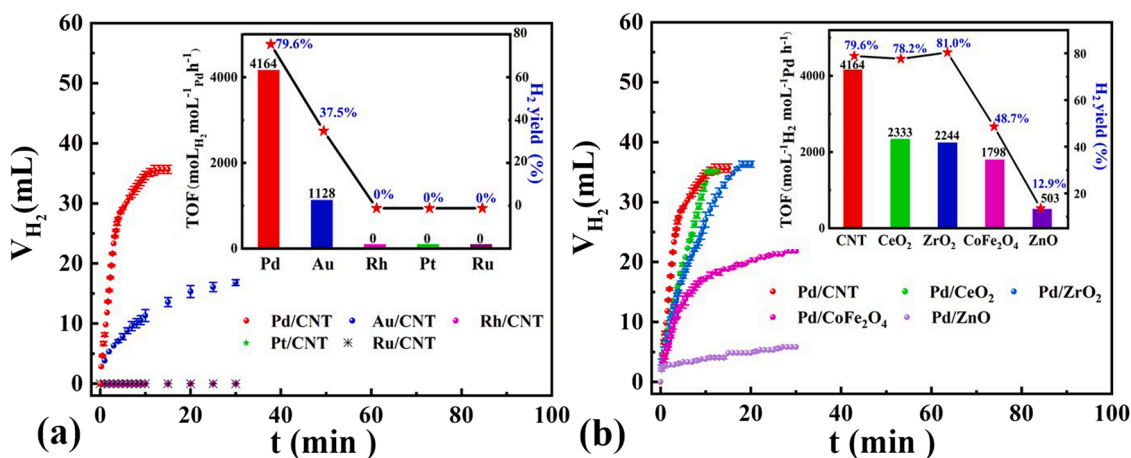 60
50
40
30
20
10
0
V_H2 (mL)
0 20 40 60 80 100
t (min)
(a)
TOF (mol_H2 mol⁻¹_Pd h⁻¹)
4000
2000
0
80
60
40
20
0
H₂ yield (%)
79.6%
4164
37.5%
1128
0% 0% 0%
0 0 0
Pd Au Rh Pt Ru
Pd/CNT Au/CNT Rh/CNT
Pt/CNT Ru/CNT
60
50
40
30
20
10
0
V_H2 (mL)
0 20 40 60 80 100
t (min)
(b)
TOF (moL⁻¹H2 moL⁻¹Pd h⁻¹)
4000
2000
0
80
60
40
20
H₂ yield (%)
79.6% 78.2% 81.0%
4164
2333
2244
48.7%
1798
12.9%
503
CNT CeO₂ ZrO₂ CoFe₂O₄ ZnO
Pd/CNT Pd/CeO₂ Pd/ZrO₂
Pd/CoFe₂O₄ Pd/ZnO